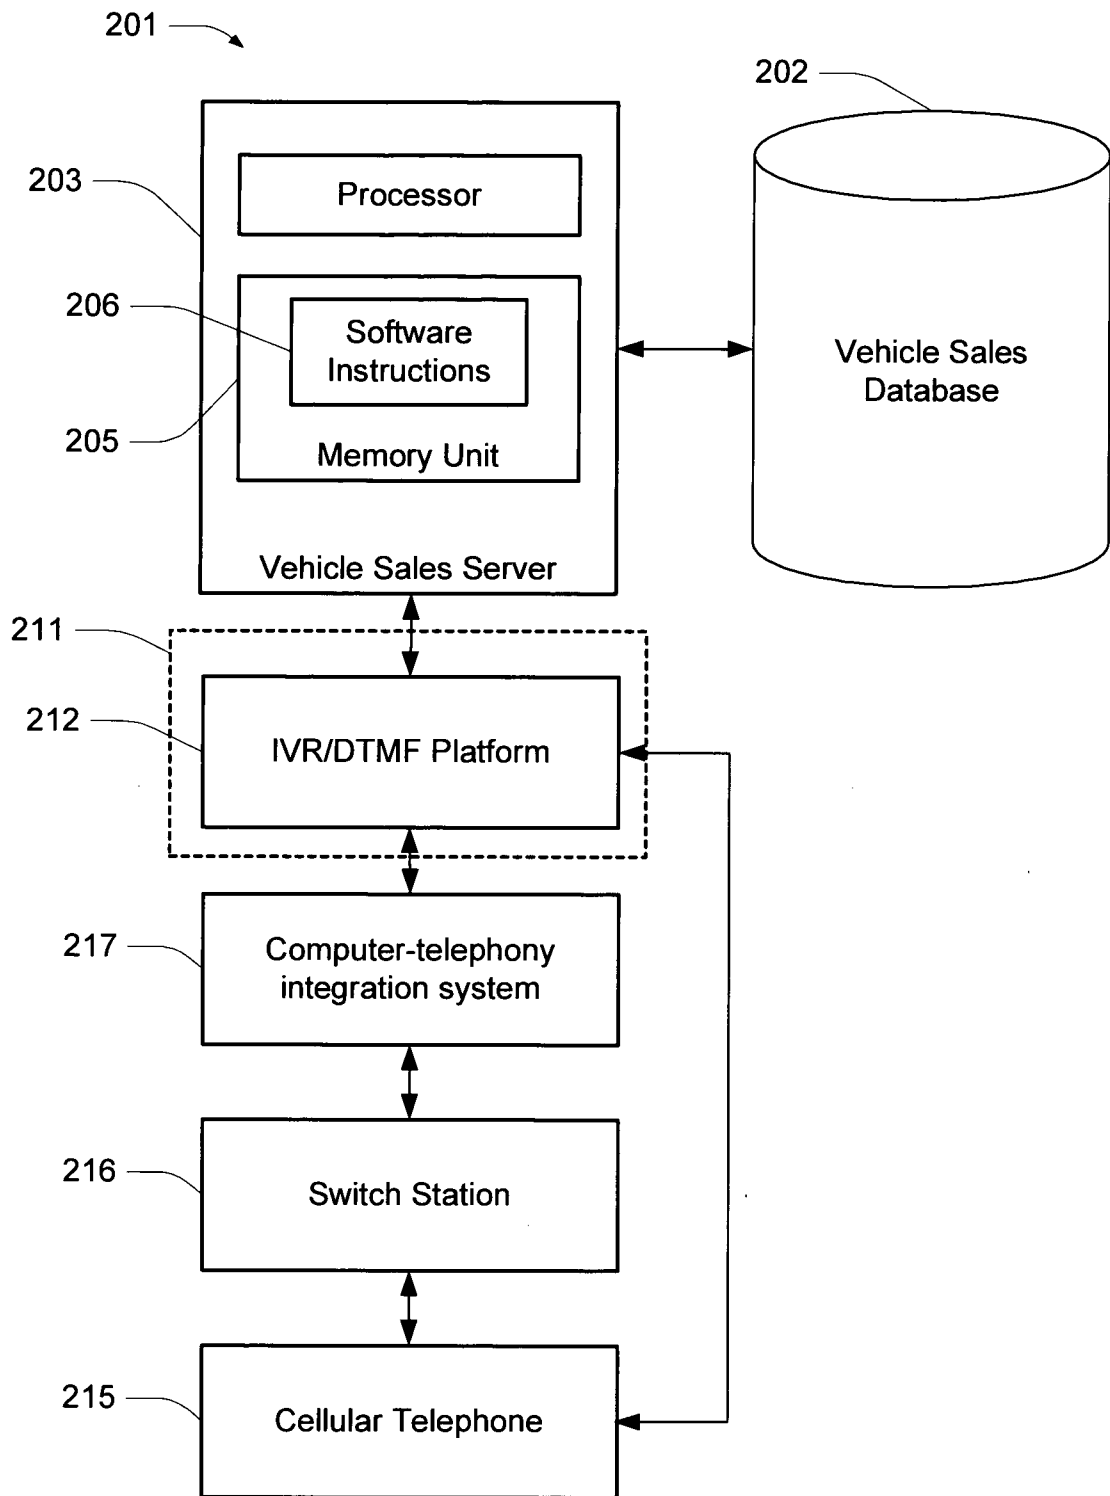 201
202
203
Processor
206
Software
Instructions
Vehicle Sales
Database
205
Memory Unit
Vehicle Sales Server
211
212
IVR/DTMF Platform
217
Computer-telephony
integration system
216
Switch Station
215
Cellular Telephone